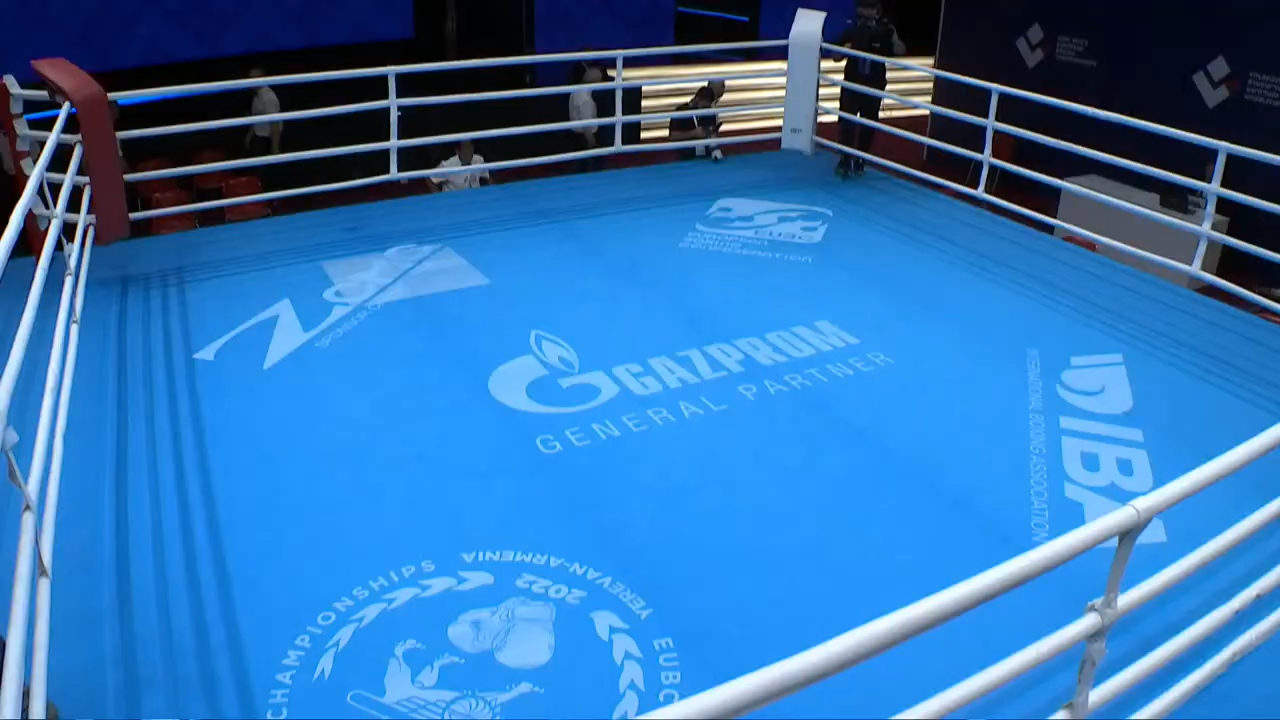 EUBC
EUROPEAN
BOXING
CONFEDERATION
GAZPROM
GENERAL PARTNER
IBA
INTERNATIONAL BOXING ASSOCIATION
CHAMPIONSHIPS
YEREVAN-ARMENIA
2022
EUBC